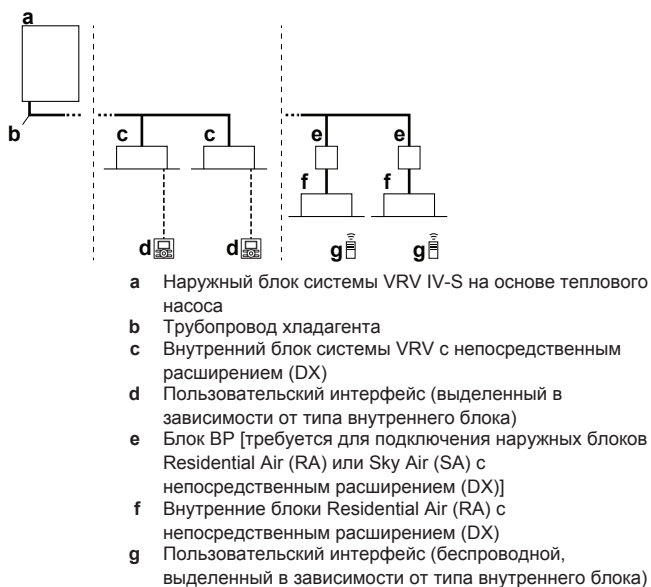 a
b
c c e e
f f
d d g g
a Наружный блок системы VRV IV-S на основе теплового
насоса
b Трубопровод хладагента
c Внутренний блок системы VRV с непосредственным
расширением (DX)
d Пользовательский интерфейс (выделенный в
зависимости от типа внутреннего блока)
e Блок BP [требуется для подключения наружных блоков
Residential Air (RA) или Sky Air (SA) с
непосредственным расширением (DX)]
f Внутренние блоки Residential Air (RA) с
непосредственным расширением (DX)
g Пользовательский интерфейс (беспроводной,
выделенный в зависимости от типа внутреннего блока)